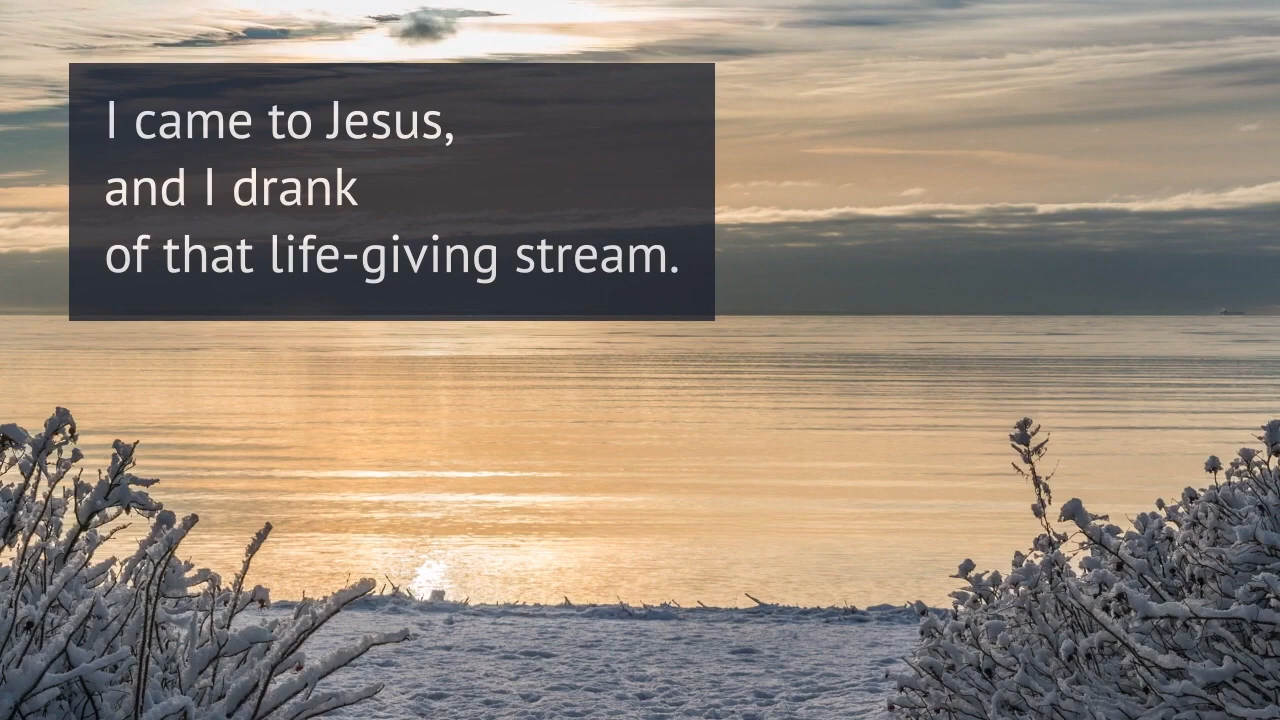 I came to Jesus,
and I drank
of that life-giving stream.